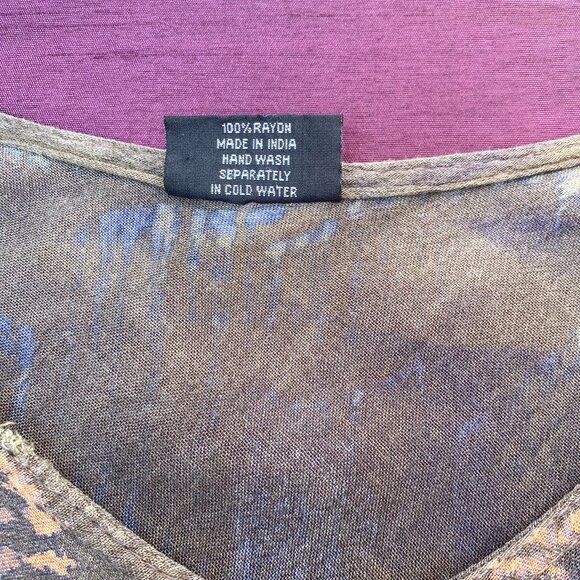 100% RAYON
MADE IN INDIA
HAND WASH
SEPARATELY
IN COLD WATER